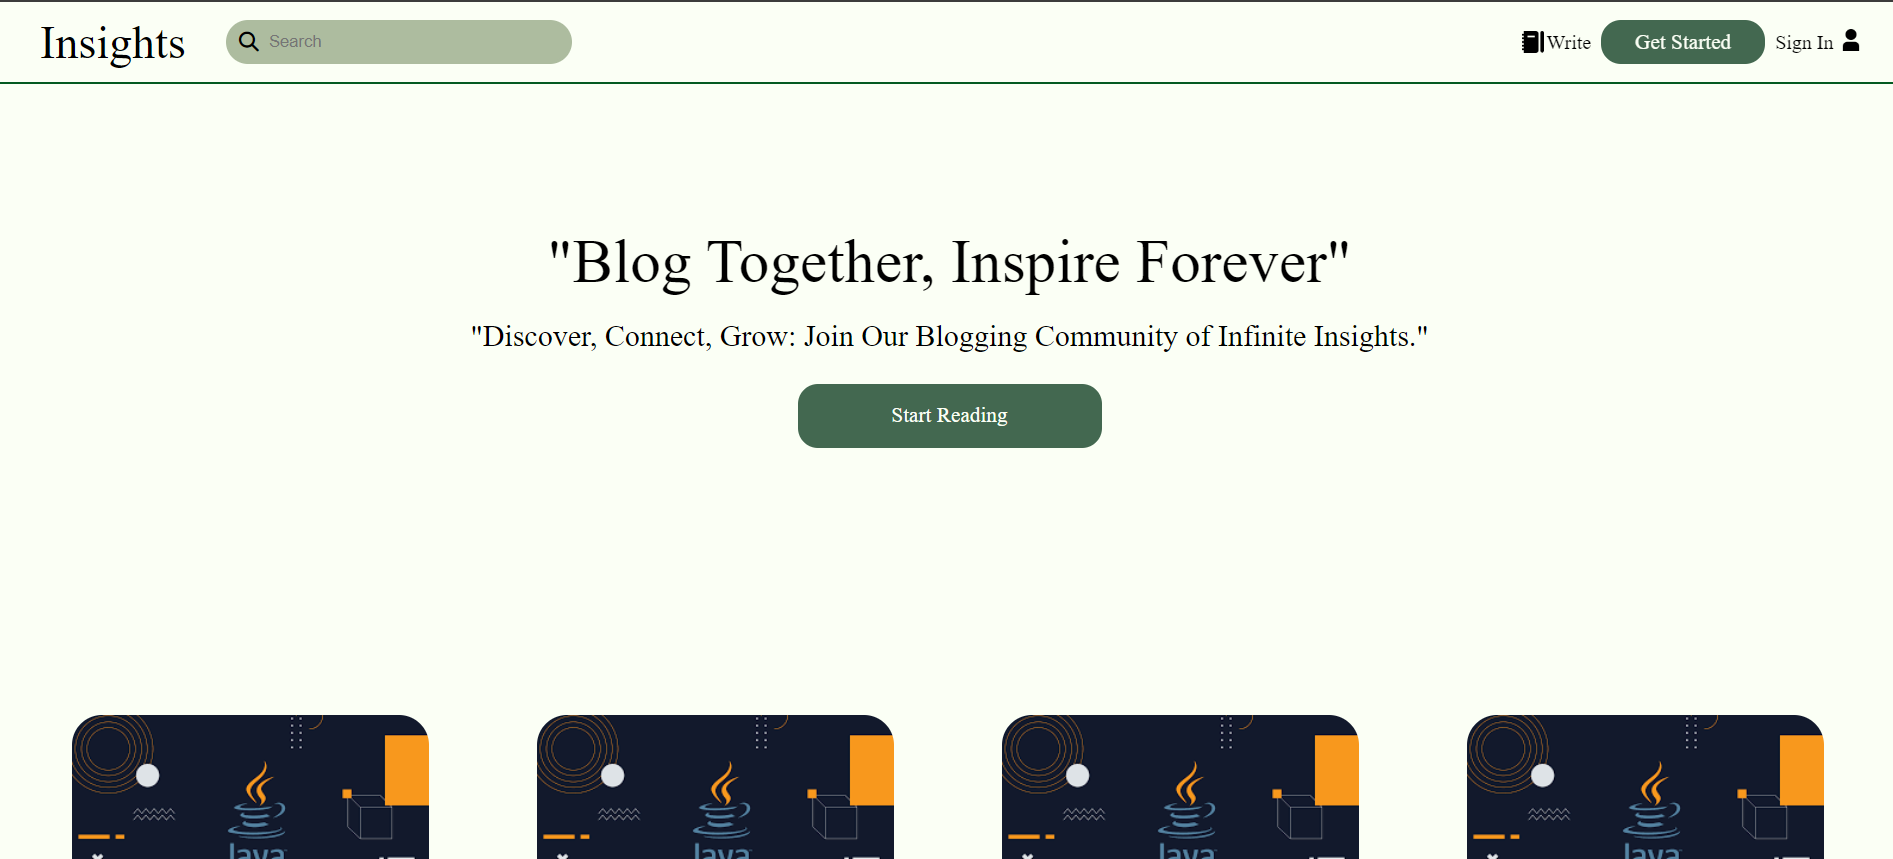 Insights Search Write Get Started Sign In
"Blog Together, Inspire Forever"
"Discover, Connect, Grow: Join Our Blogging Community of Infinite Insights."
Start Reading
Java Java Java Java